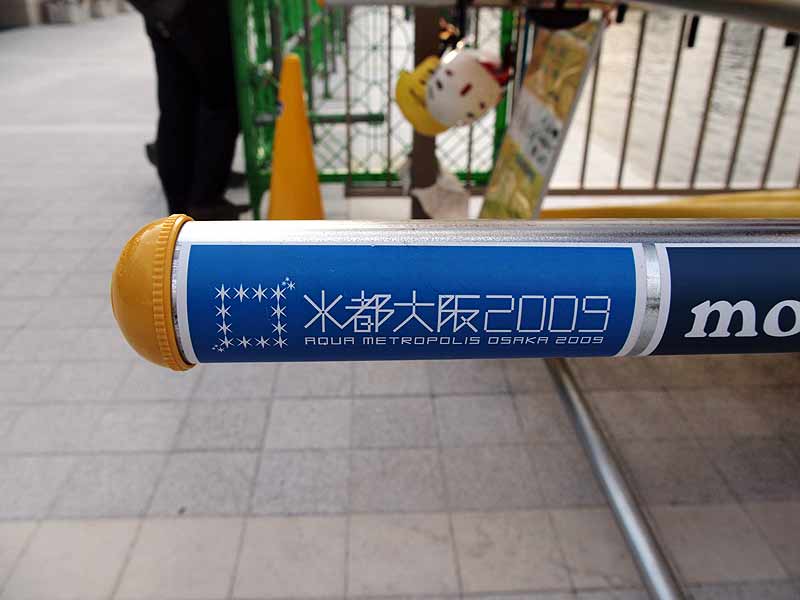 水都大阪2009
AQUA METROPOLIS OSAKA 2009
mo